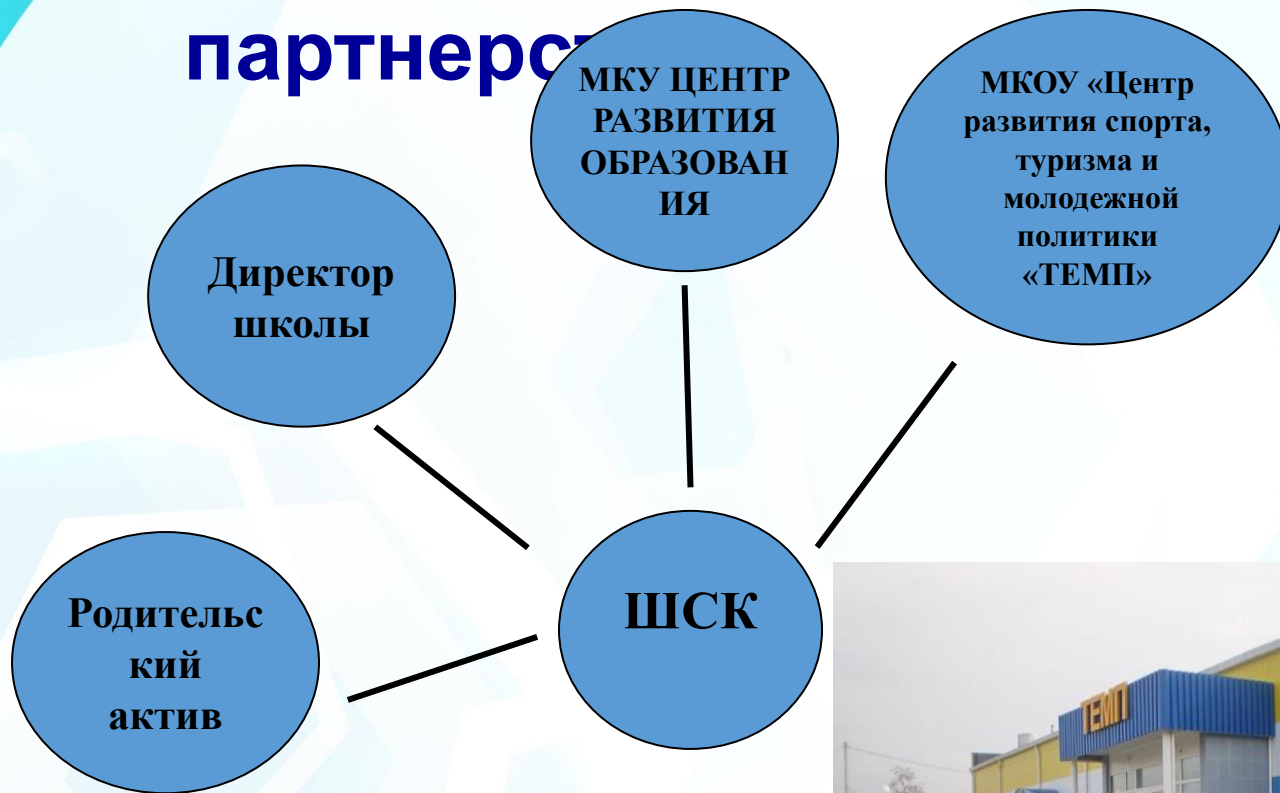 партнерс
МКУ ЦЕНТР
РАЗВИТИЯ
ОБРАЗОВАН
ИЯ
МКОУ «Центр
развития спорта,
туризма и
молодежной
политики
«ТЕМП»
Директор
школы
Родительс
кий
актив
ШСК
ТЕМП